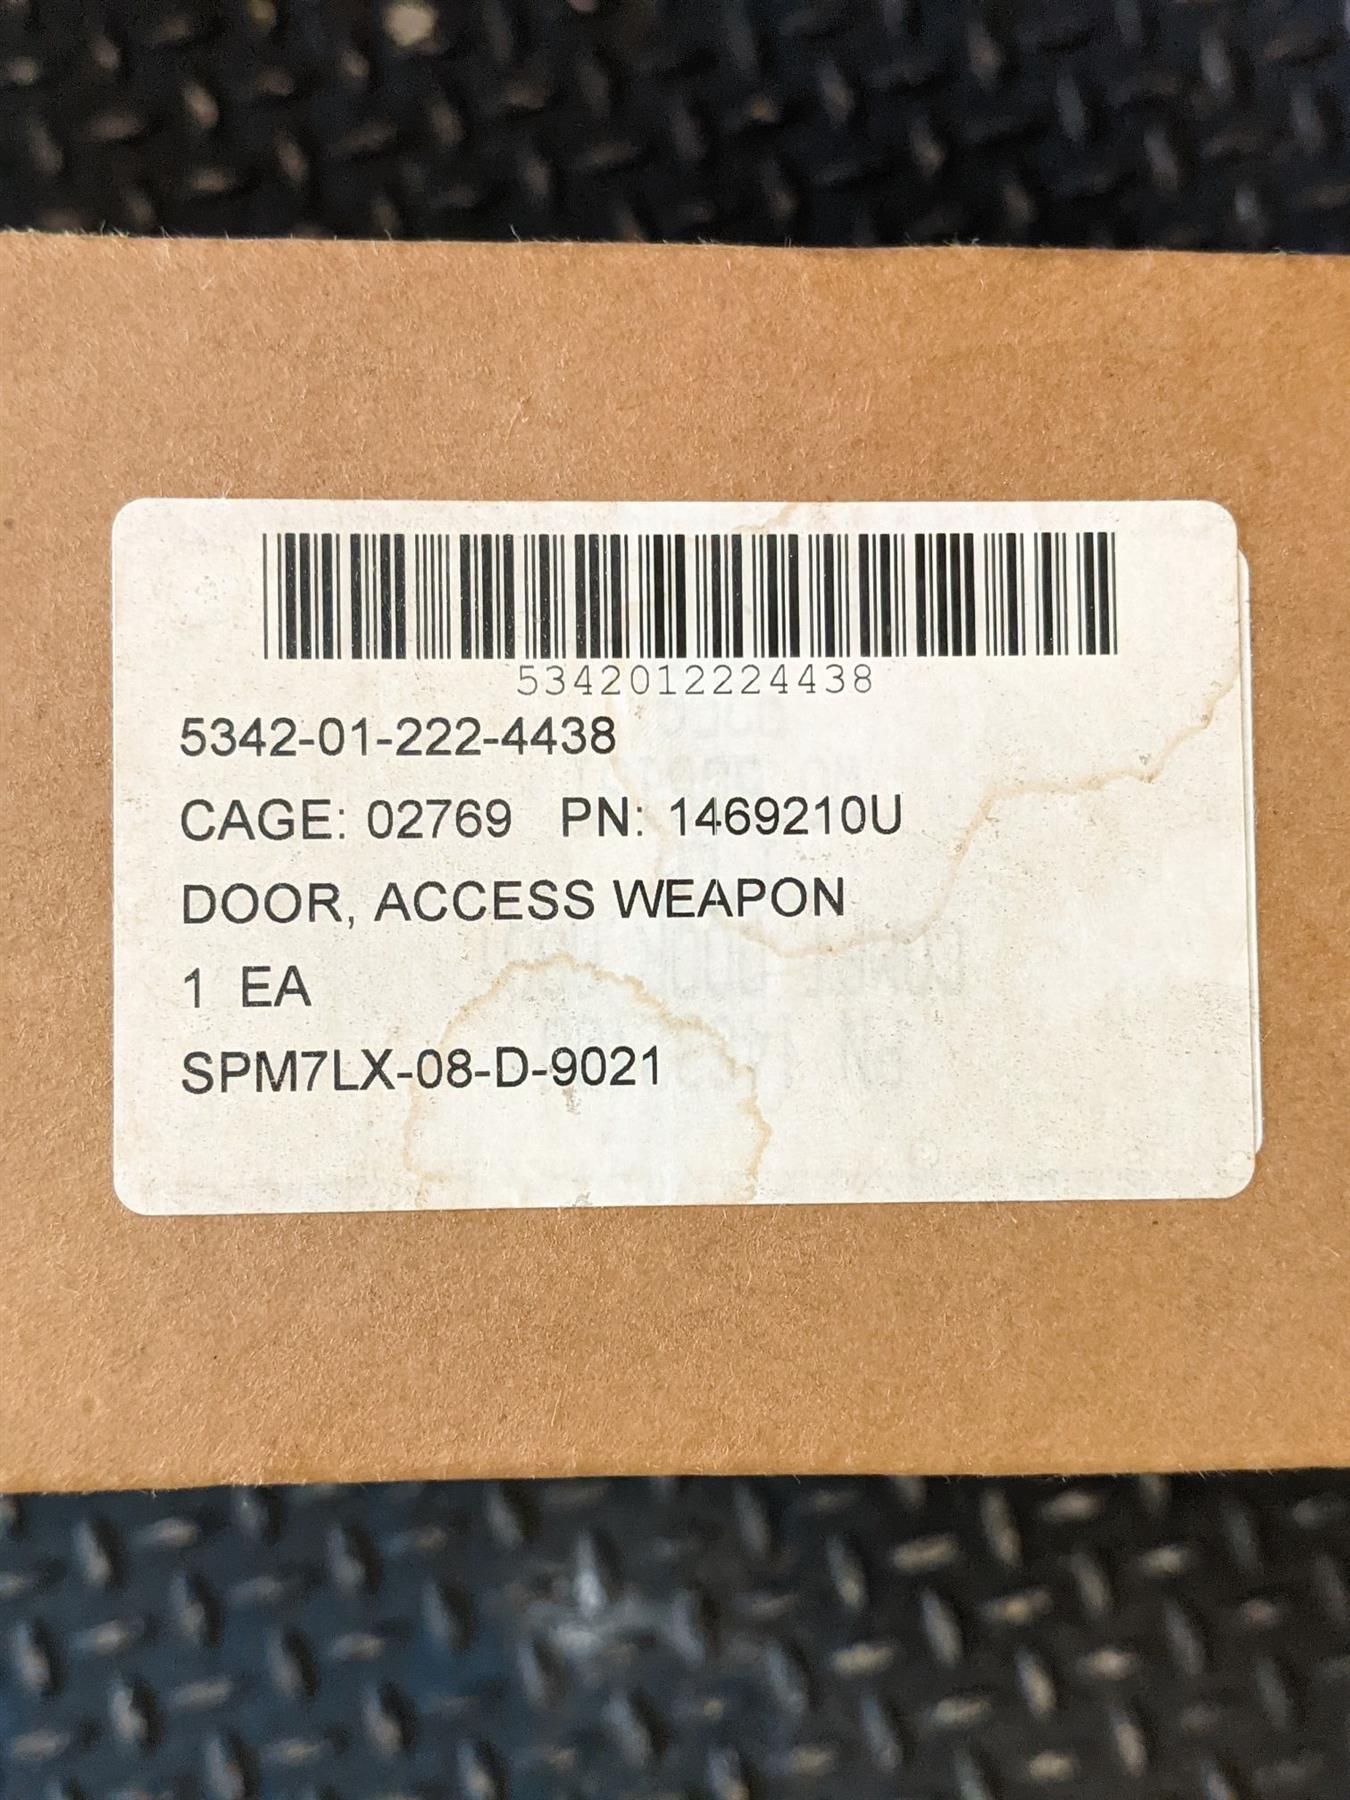 5342012224438
5342-01-222-4438
CAGE: 02769 PN: 1469210U
DOOR, ACCESS WEAPON
1 EA
SPM7LX-08-D-9021